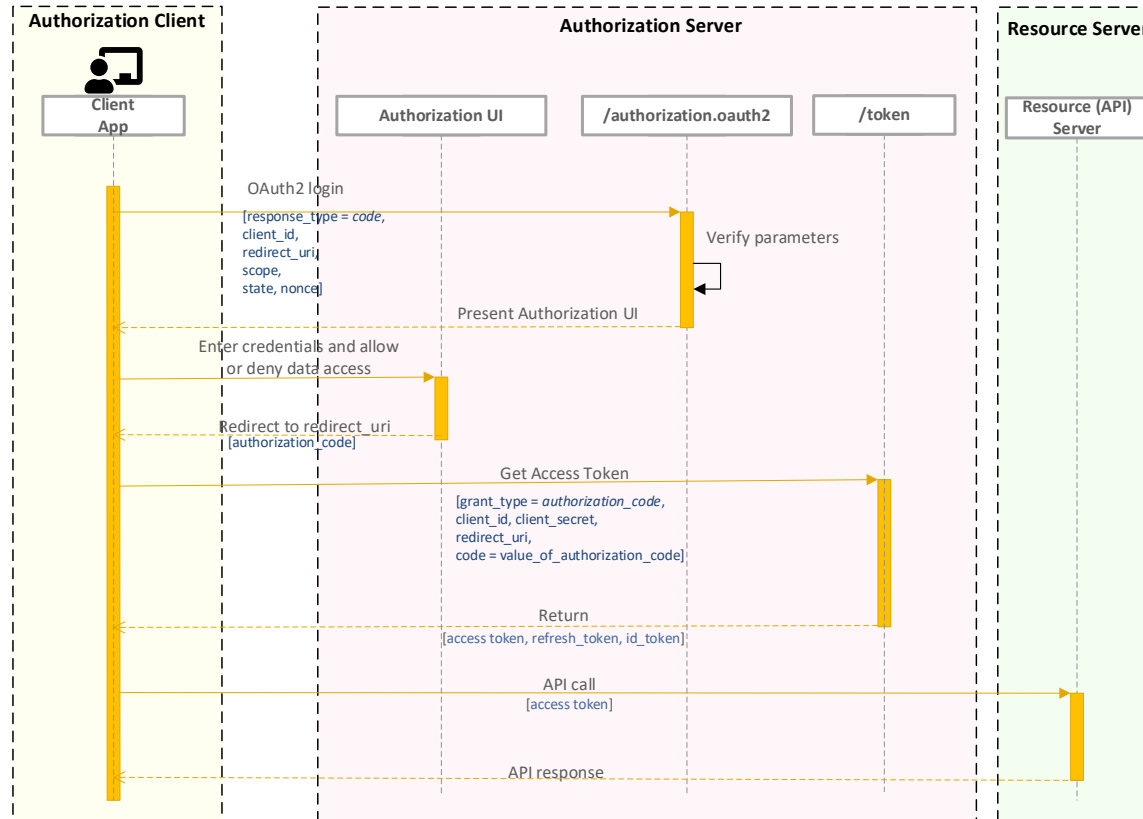 Authorization Client
Authorization Server
Resource Server
Client
App
Authorization UI
/authorization.oauth2
/token
Resource (API)
Server
OAuth2 login
[response_type = code,
client_id,
redirect_uri,
scope,
state, nonce]
Verify parameters
Present Authorization UI
Enter credentials and allow
or deny data access
Redirect to redirect_uri
[authorization_code]
Get Access Token
[grant_type = authorization_code,
client_id, client_secret,
redirect_uri,
code = value_of_authorization_code]
Return
[access token, refresh_token, id_token]
API call
[access token]
API response